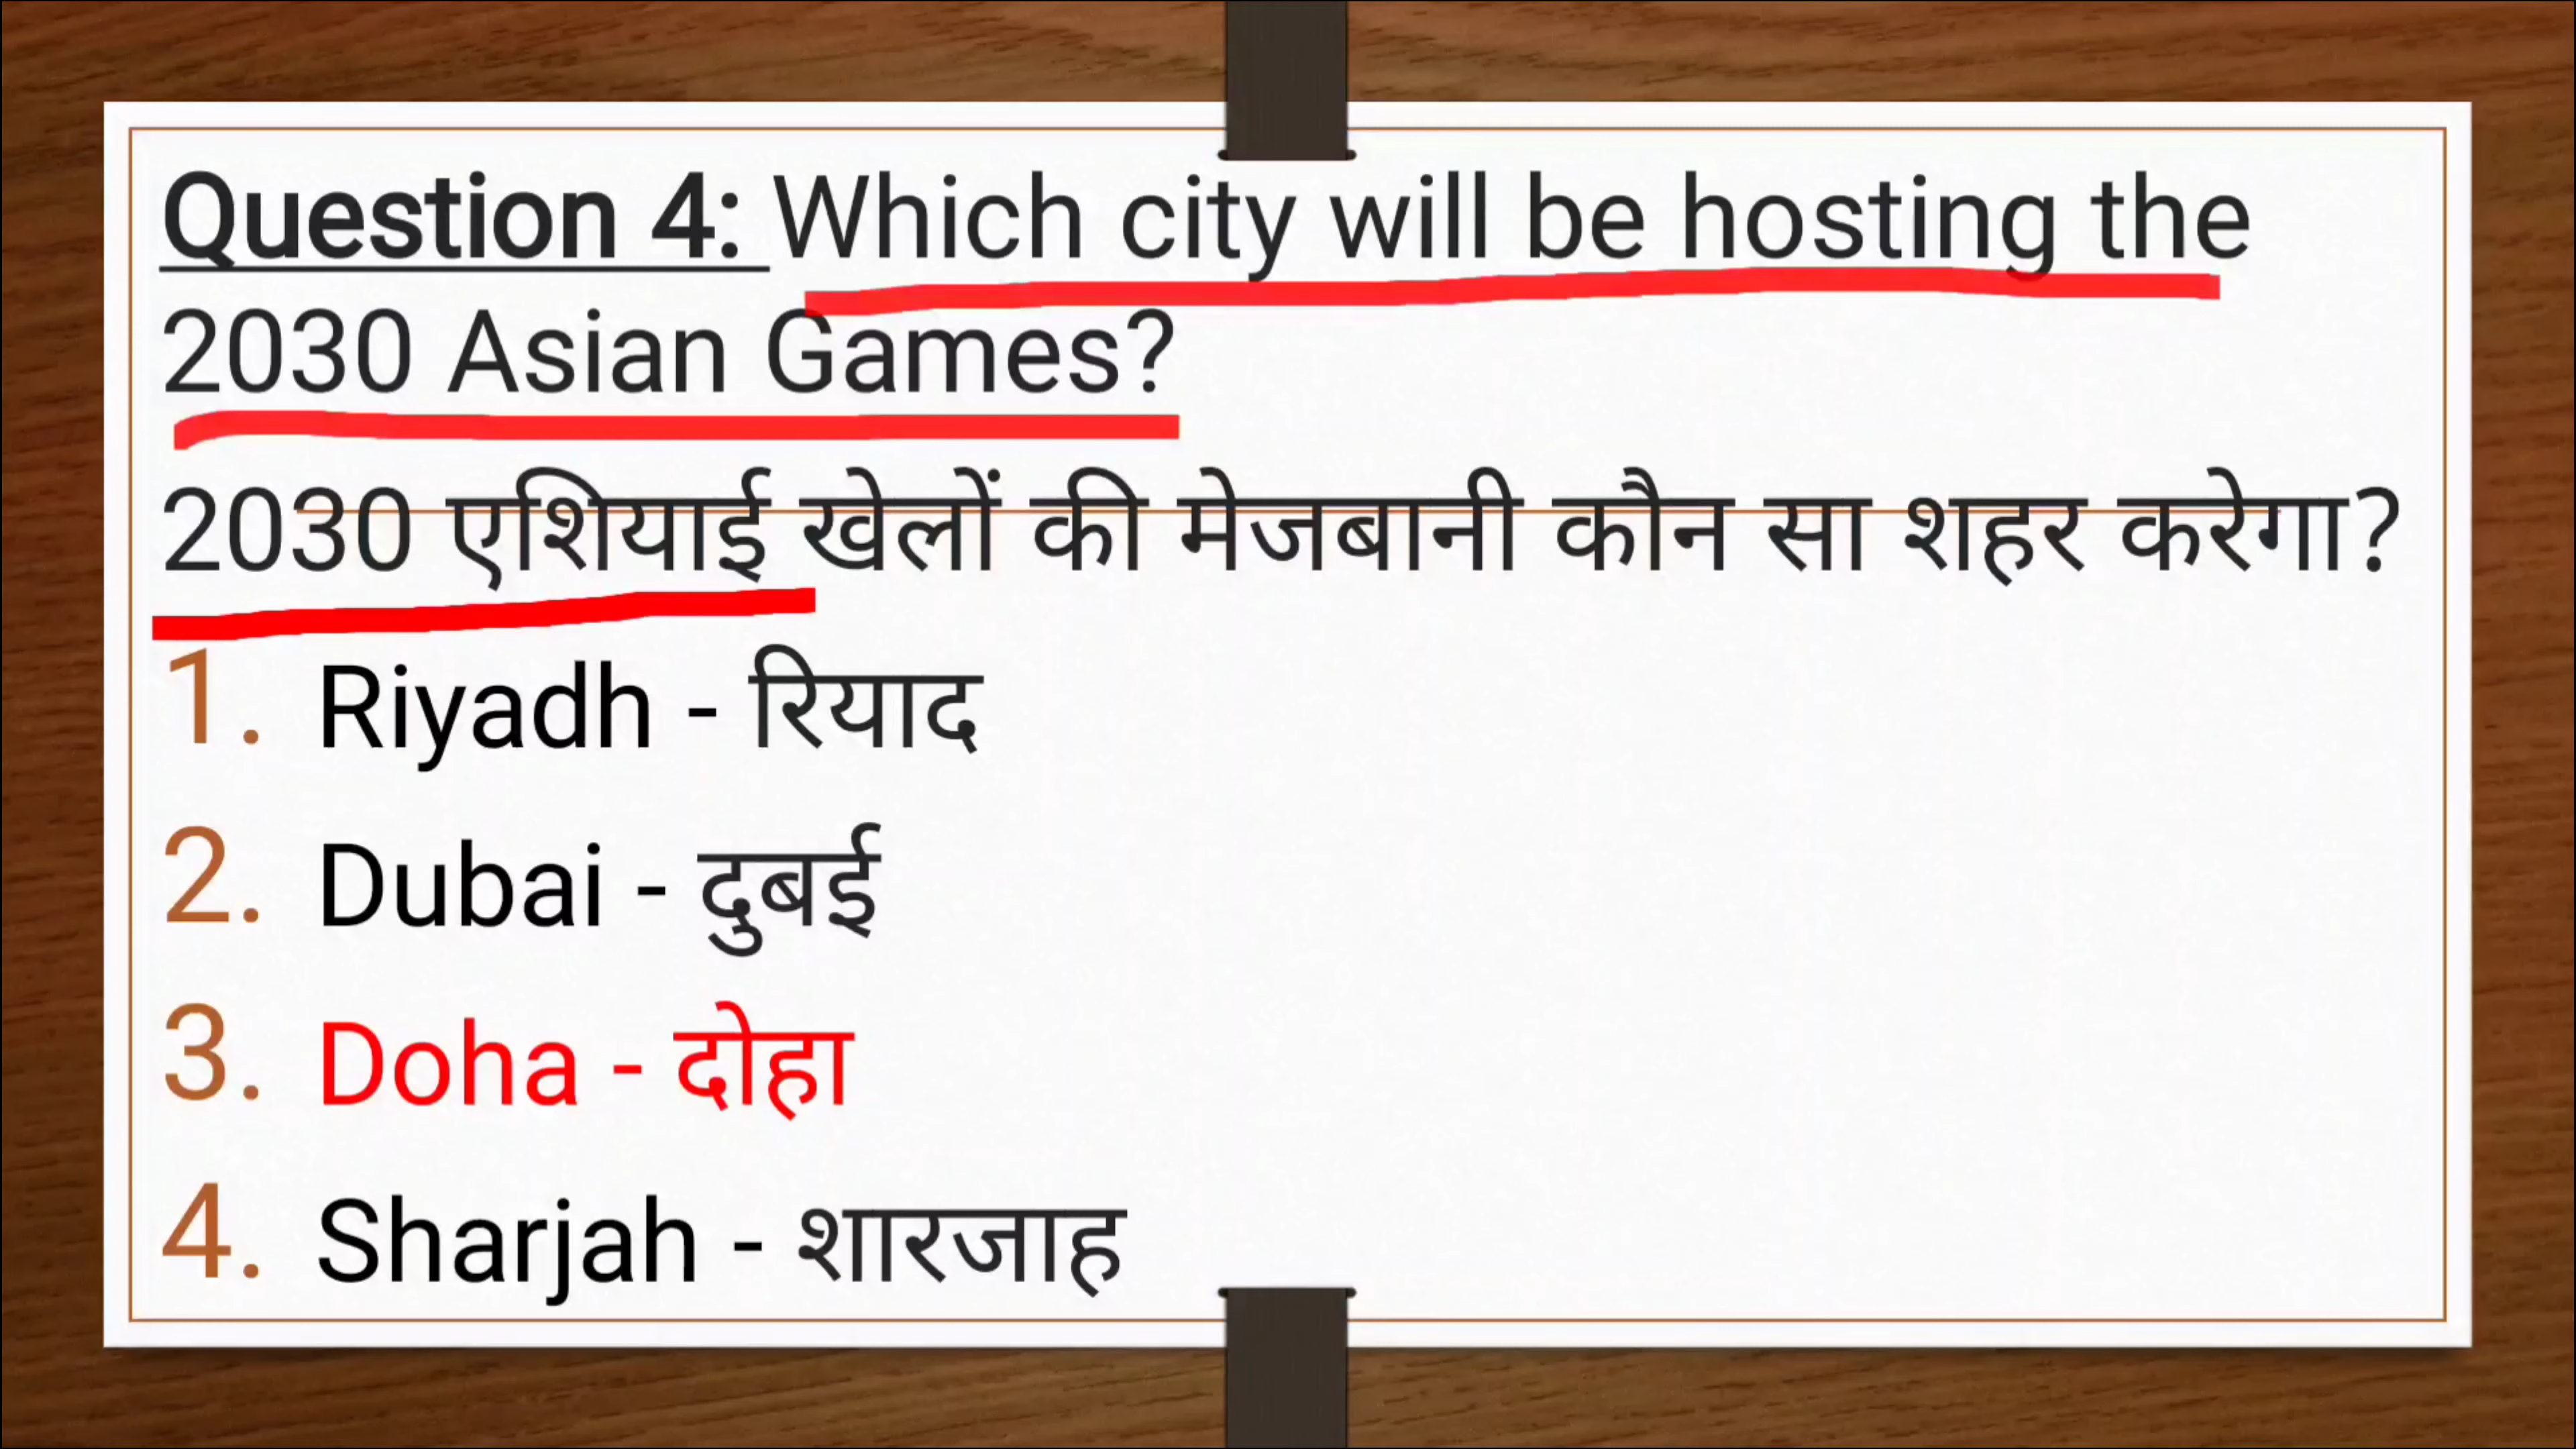 Question 4: Which city will be hosting the
2030 Asian Games?
2030 एशियाई खेलों की मेजबानी कौन सा शहर करेगा?
1. Riyadh - रियाद
2. Dubai - दुबई
3. Doha - दोहा
4. Sharjah - शारजाह